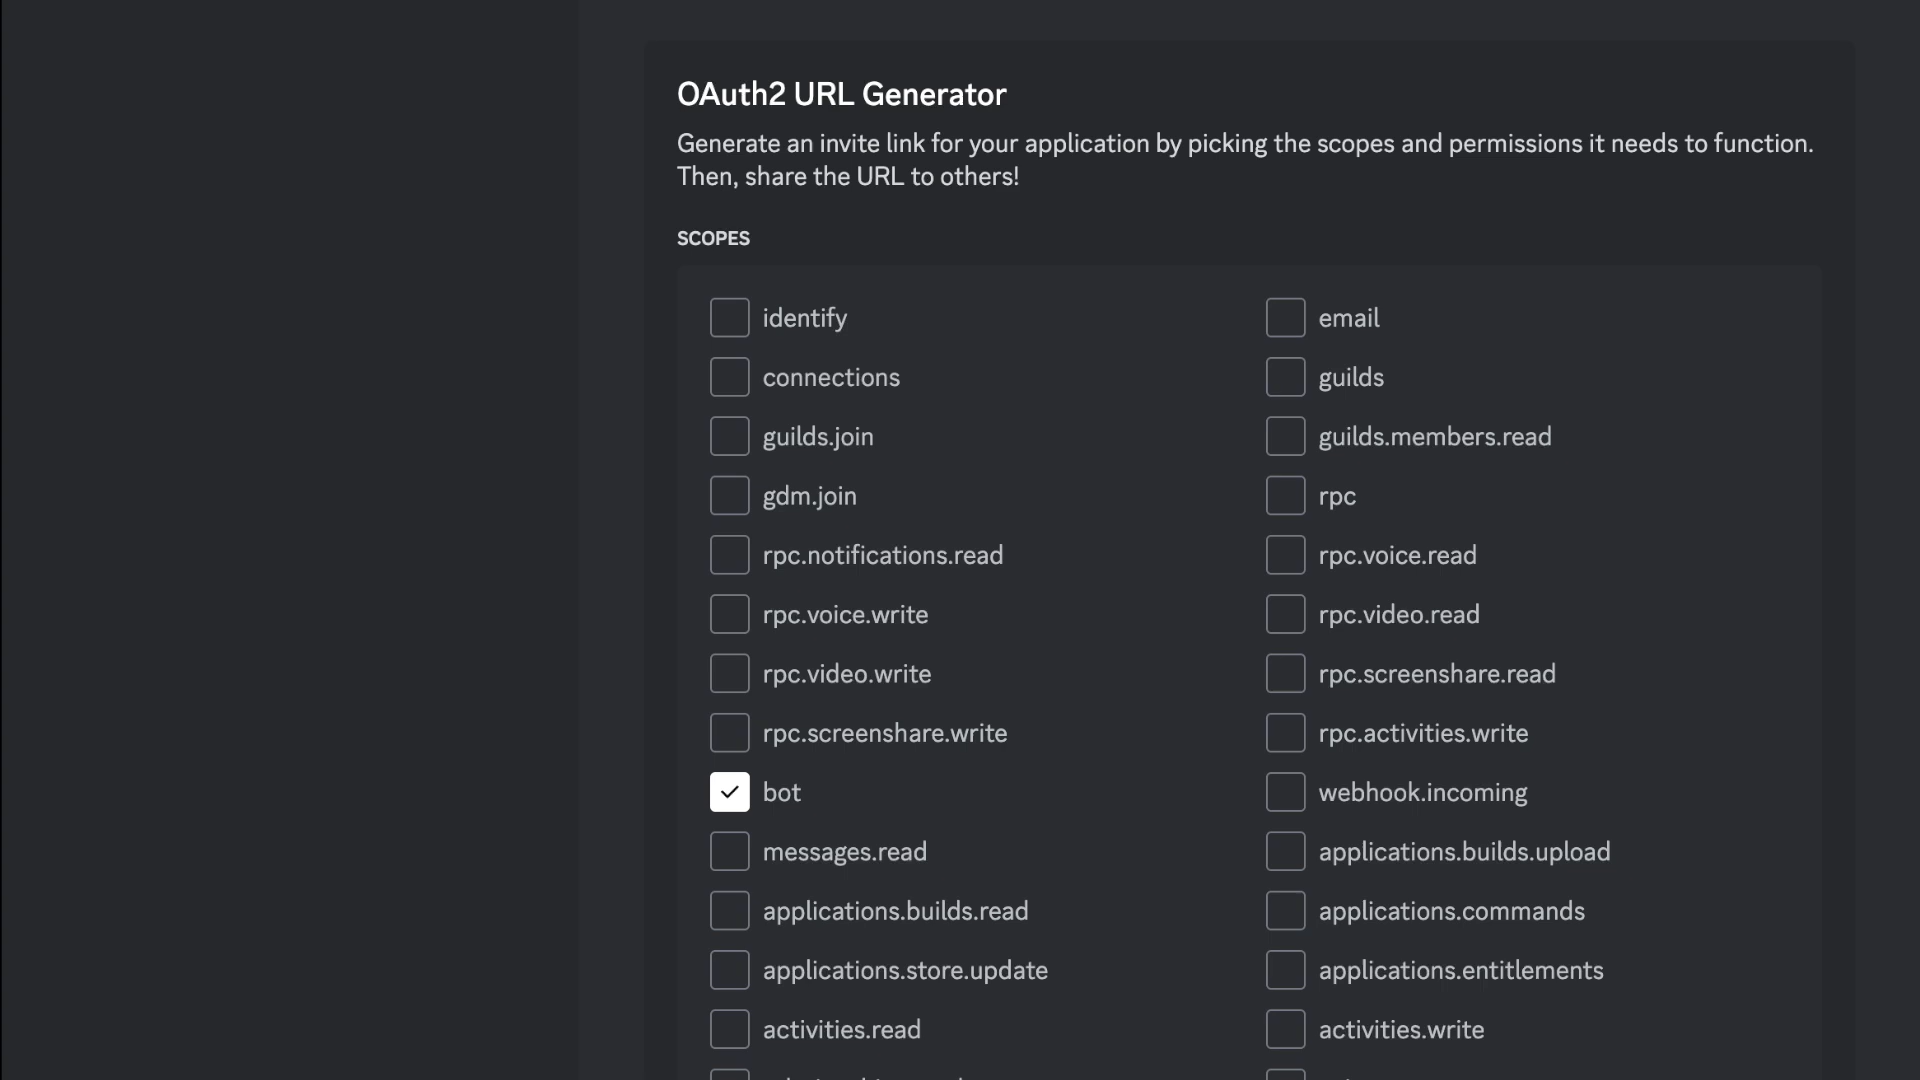 OAuth2 URL Generator
Generate an invite link for your application by picking the scopes and permissions it needs to function.
Then, share the URL to others!
SCOPES
identify
email
connections
guilds
guilds.join
guilds.members.read
gdm.join
rpc
rpc.notifications.read
rpc.voice.read
rpc.voice.write
rpc.video.read
rpc.video.write
rpc.screenshare.read
rpc.screenshare.write
rpc.activities.write
bot
webhook.incoming
messages.read
applications.builds.upload
applications.builds.read
applications.commands
applications.store.update
applications.entitlements
activities.read
activities.write